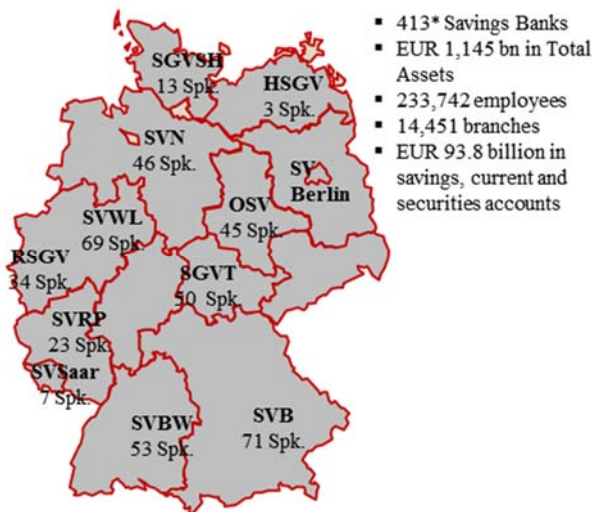 SGVSH
13 Spk.
HSGV
3 Spk.
SVN
46 Spk.
SV
Berlin
SVWL
69 Spk.
OSV
45 Spk.
RSGV
34 Spk.
SGVT
50 Spk.
SVRP
23 Spk.
SVSaar
7 Spk.
SVBW
53 Spk.
SVB
71 Spk.
▪ 413* Savings Banks
▪ EUR 1,145 bn in Total
Assets
▪ 233,742 employees
▪ 14,451 branches
▪ EUR 93.8 billion in
savings, current and
securities accounts